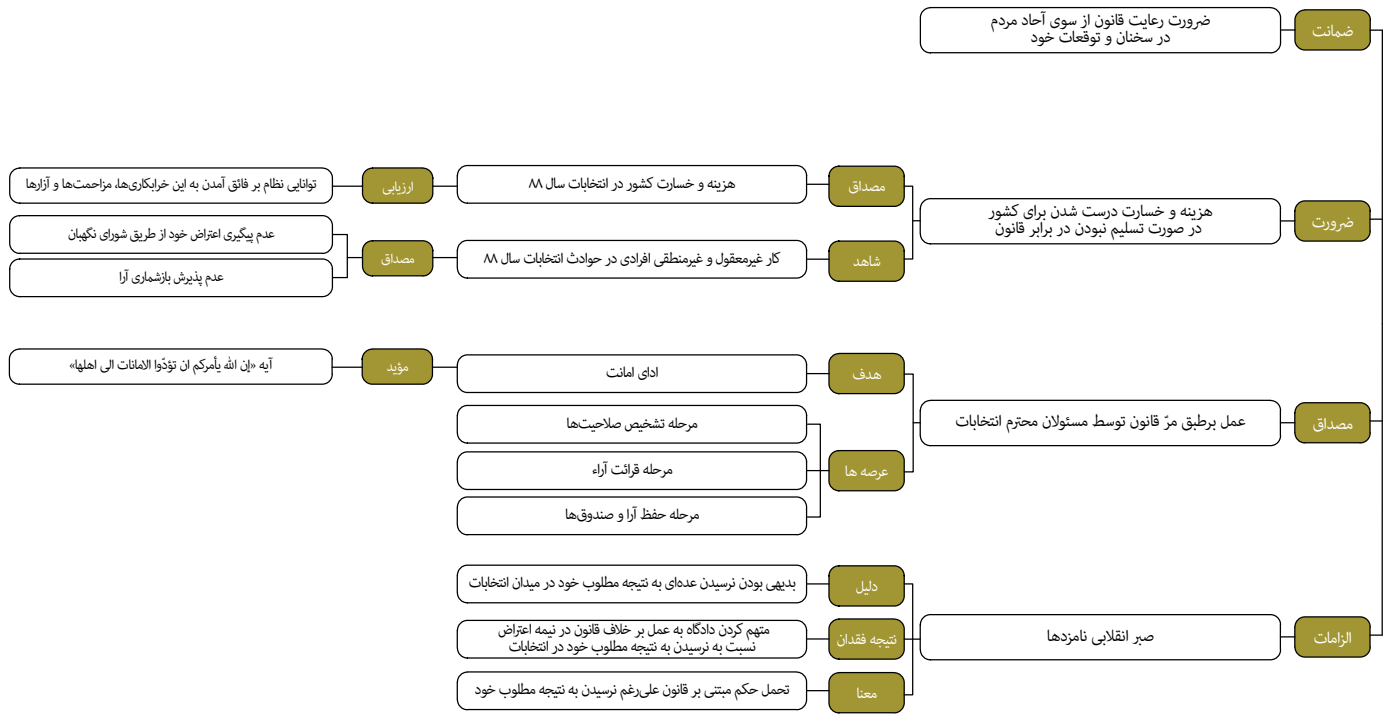 ضمانت
ضرورت رعایت قانون از سوی آحاد مردم
در سخنان و توقعات خود
ضرورت
هزینه و خسارت درست شدن برای کشور
در صورت تسلیم نبودن در برابر قانون
مصداق
هزینه و خسارت کشور در انتخابات سال ۸۸
ارزیابی
توانایی نظام بر فائق آمدن به این خرابکاری‌ها، مزاحمت‌ها و آزارها
شاهد
کار غیرمعقول و غیرمنطقی افرادی در حوادث انتخابات سال ۸۸
مصداق
عدم پیگیری اعتراض خود از طریق شورای نگهبان
عدم پذیرش بازشماری آرا
مصداق
عمل برطبق مرّ قانون توسط مسئولان محترم انتخابات
هدف
ادای امانت
مؤید
آیه «إن الله یأمرکم ان تؤدّوا الامانات الی اهلها»
عرصه ها
مرحله تشخیص صلاحیت‌ها
مرحله قرائت آراء
مرحله حفظ آرا و صندوق‌ها
الزامات
صبر انقلابی نامزدها
دلیل
بدیهی بودن نرسیدن عده‌ای به نتیجه مطلوب خود در میدان انتخابات
نتیجه فقدان
متهم کردن دادگاه به عمل بر خلاف قانون در نیمه اعتراض
نسبت به نرسیدن به نتیجه مطلوب خود در انتخابات
معنا
تحمل حکم مبتنی بر قانون علی‌رغم نرسیدن به نتیجه مطلوب خود